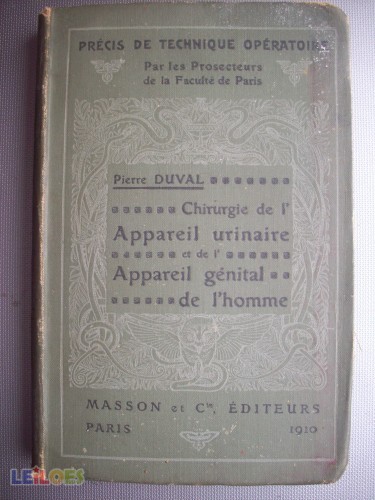 PRÉCIS DE TECHNIQUE OPÉRATOIRE
Par les Prosecteurs
de la Faculté de Paris
Pierre DUVAL
Chirurgie de l'
Appareil urinaire
et de l'
Appareil génital
de l'homme
MASSON et Cie, ÉDITEURS
PARIS 1910
LEILOES